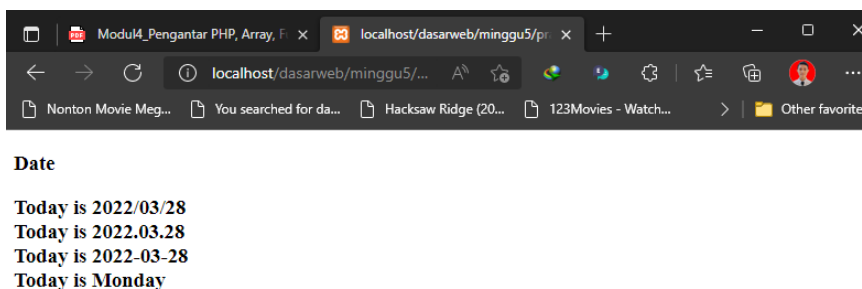 Modul4_Pengantar PHP, Array, F
localhost/dasarweb/minggu5/pr
localhost/dasarweb/minggu5/...
Nonton Movie Meg...
You searched for da...
Hacksaw Ridge (20...
123Movies - Watch...
Other favorite
Date
Today is 2022/03/28
Today is 2022.03.28
Today is 2022-03-28
Today is Monday